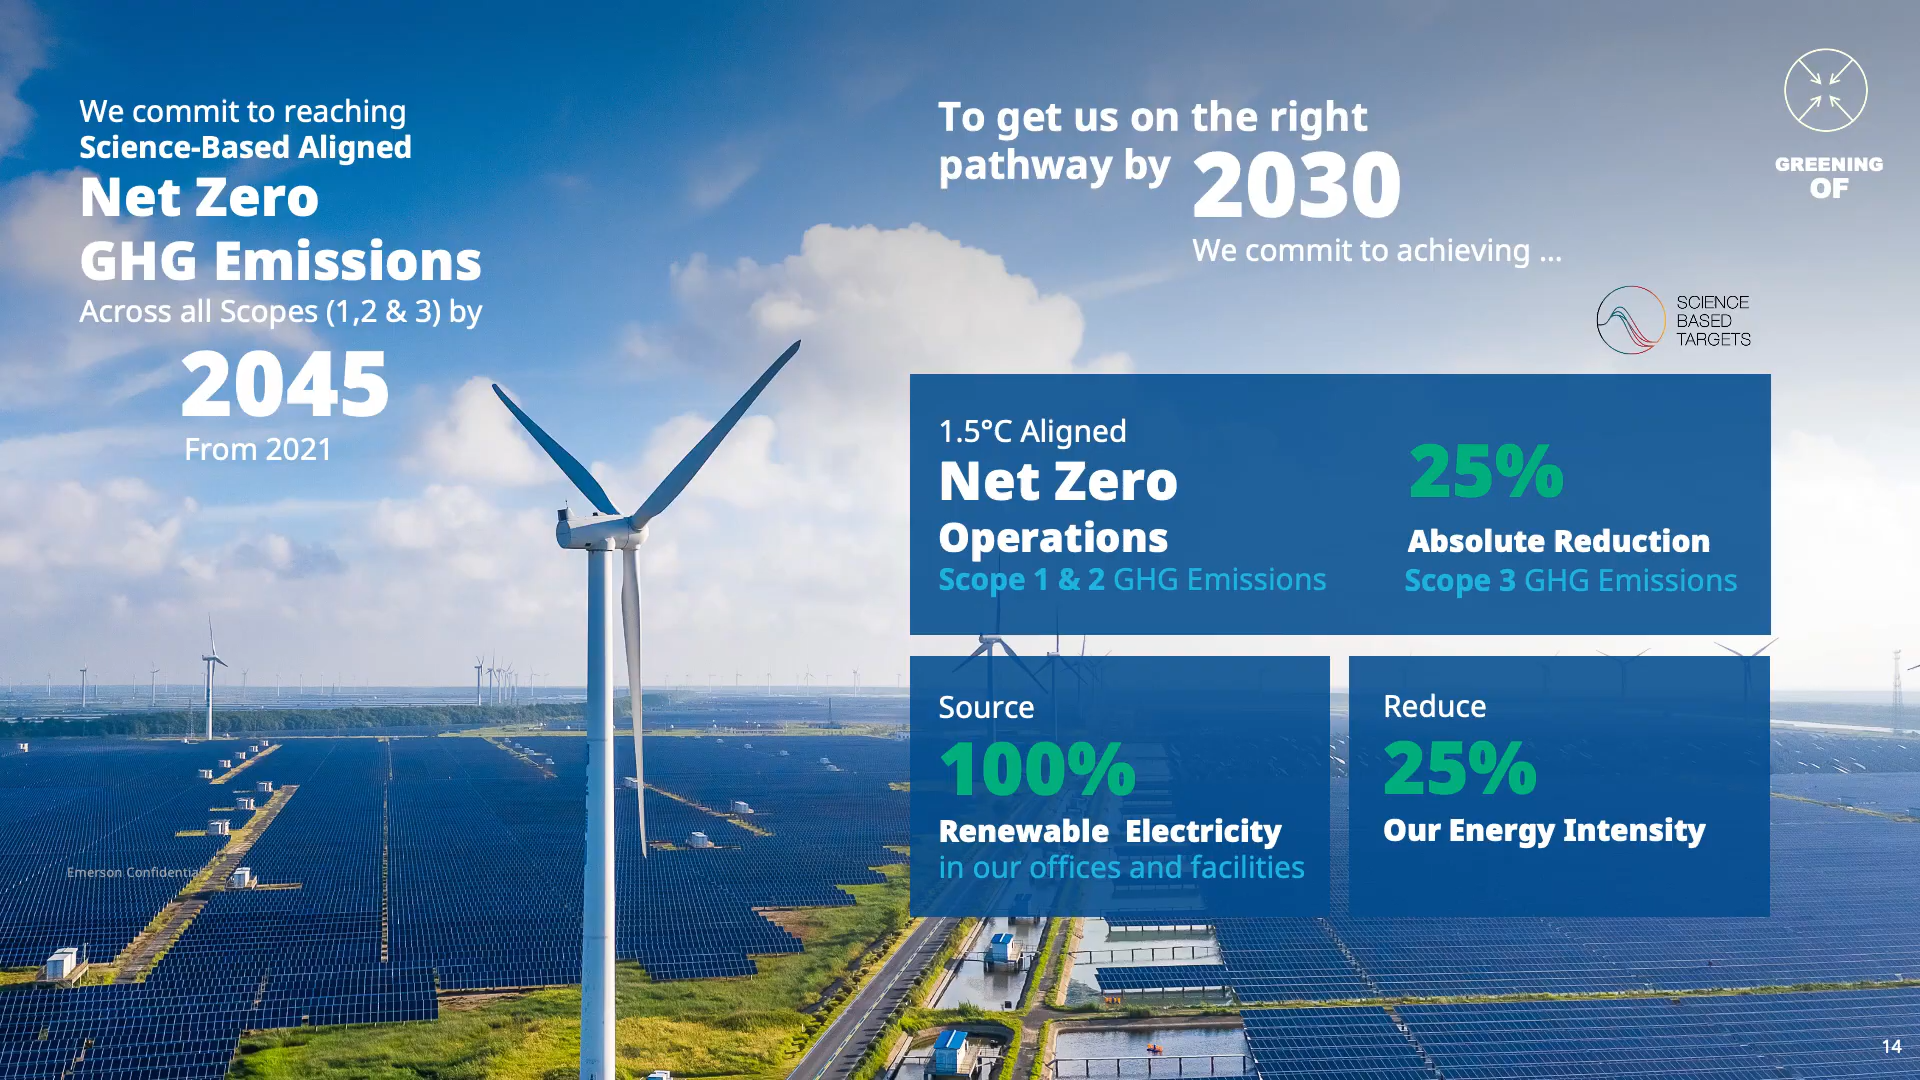 We commit to reaching
Science-Based Aligned
Net Zero
GHG Emissions
Across all Scopes (1,2 & 3) by
2045
From 2021
To get us on the right
pathway by 2030
We commit to achieving ...
GREENING
OF
SCIENCE
BASED
TARGETS
1.5°C Aligned
Net Zero
Operations
Scope 1 & 2 GHG Emissions
25%
Absolute Reduction
Scope 3 GHG Emissions
Source
100%
Renewable Electricity
in our offices and facilities
Reduce
25%
Our Energy Intensity
Emerson Confidential
14